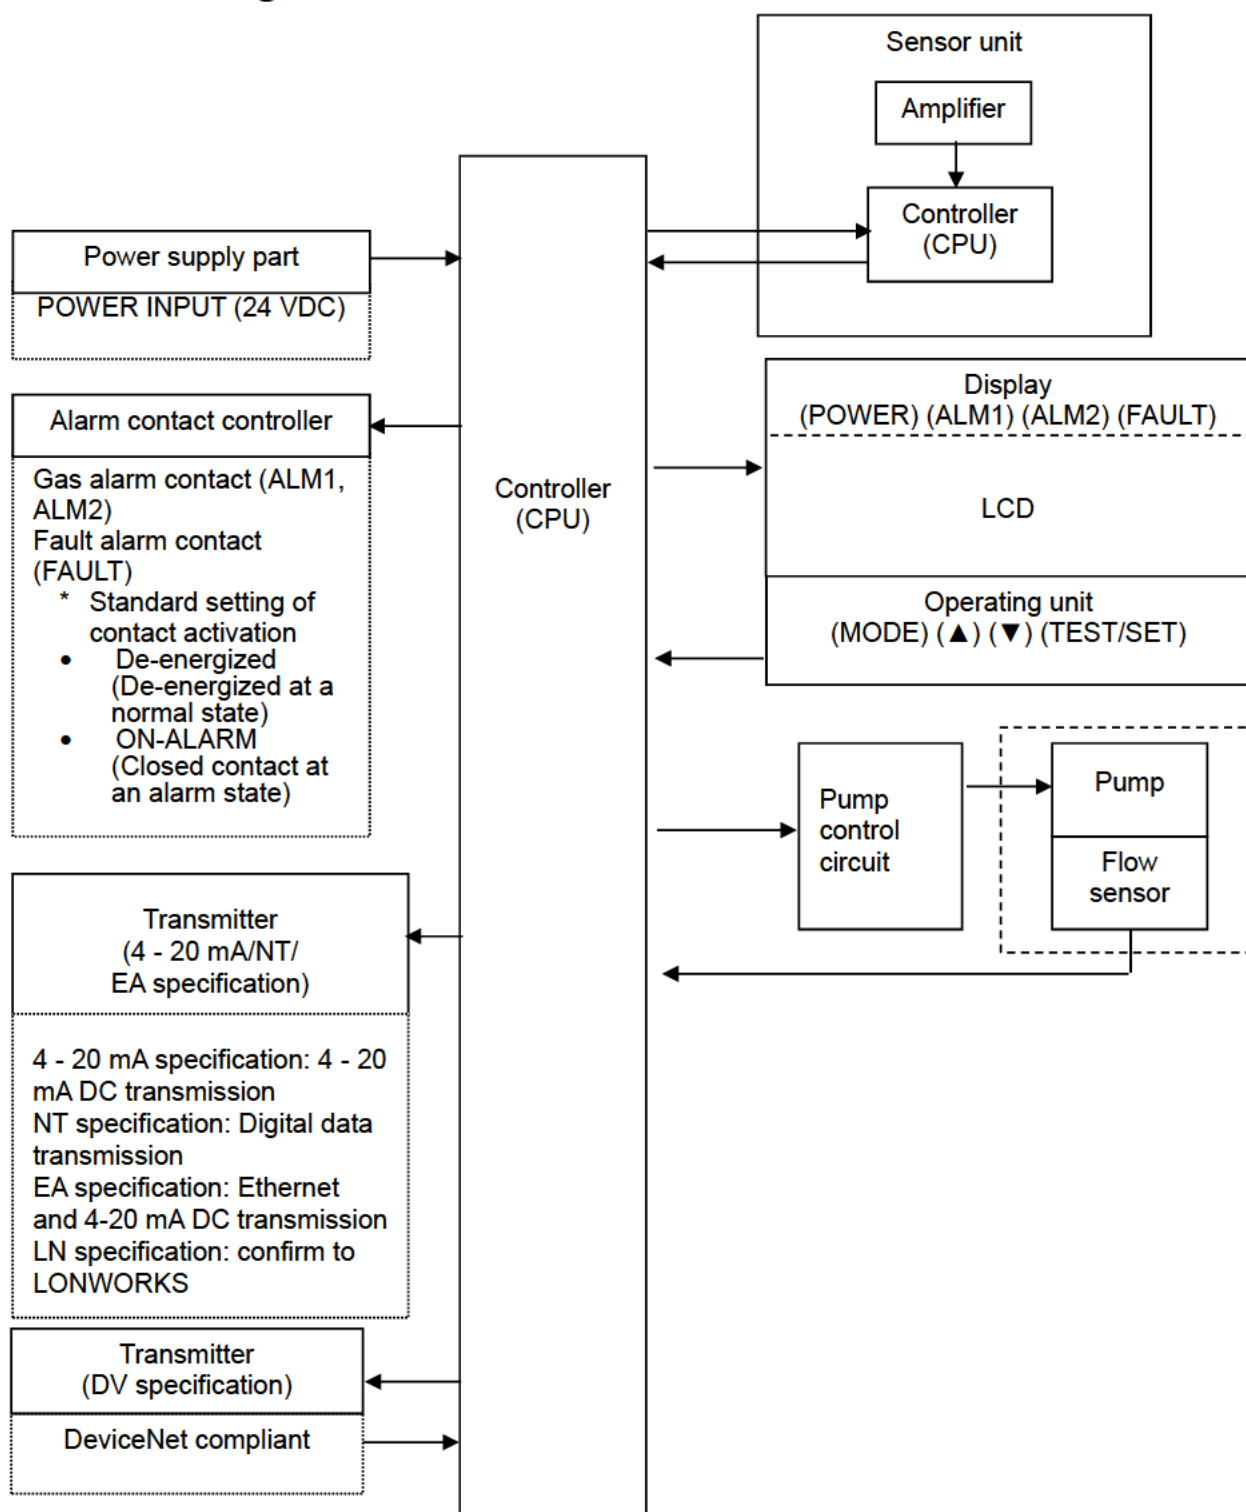 Sensor unit
Amplifier
Controller
(CPU)
Power supply part
POWER INPUT (24 VDC)
Alarm contact controller
Gas alarm contact (ALM1,
ALM2)
Fault alarm contact
(FAULT)
* Standard setting of
contact activation
• De-energized
(De-energized at a
normal state)
• ON-ALARM
(Closed contact at
an alarm state)
Transmitter
(4 - 20 mA/NT/
EA specification)
4 - 20 mA specification: 4 - 20
mA DC transmission
NT specification: Digital data
transmission
EA specification: Ethernet
and 4-20 mA DC transmission
LN specification: confirm to
LONWORKS
Transmitter
(DV specification)
DeviceNet compliant
Controller
(CPU)
Display
(POWER) (ALM1) (ALM2) (FAULT)
LCD
Operating unit
(MODE) (▲) (▼) (TEST/SET)
Pump
control
circuit
Pump
Flow
sensor